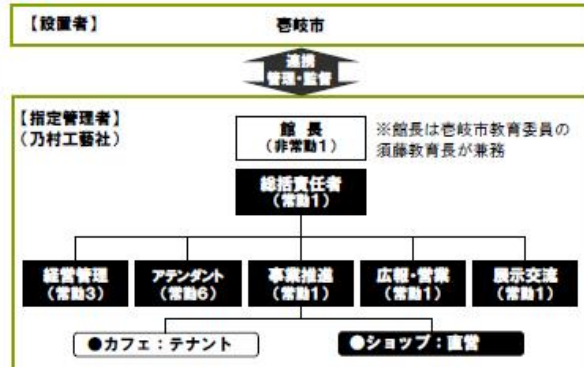 【設置者】 壱岐市
連携
管理・監督
【指定管理者】
(乃村工藝社)
館 長
(非常勤1)
※館長は壱岐市教育委員の
須藤教育長が兼務
総括責任者
(常勤1)
経営管理
(常勤3)
アテンダント
(常勤6)
事業推進
(常勤1)
広報・営業
(常勤1)
展示交流
(常勤1)
●カフェ:テナント
●ショップ:直営